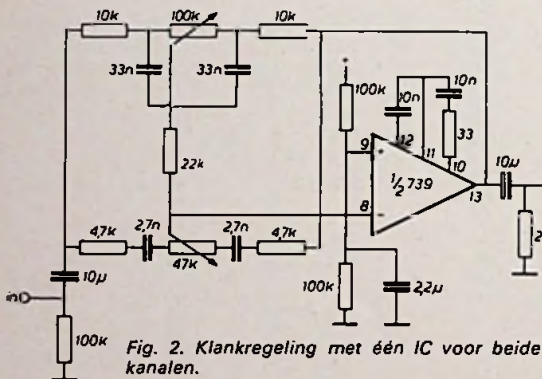 10k 100k 10k
33n 33n
100k 10n 10n
22k
33
9 + 12 11 10 10µ
½ 739
8 - 13
4,7k 2,7n 2,7n 4,7k
47k
10µ
in
100k 100k 2,2µ 2
Fig. 2. Klankregeling met één IC voor beide
kanalen.